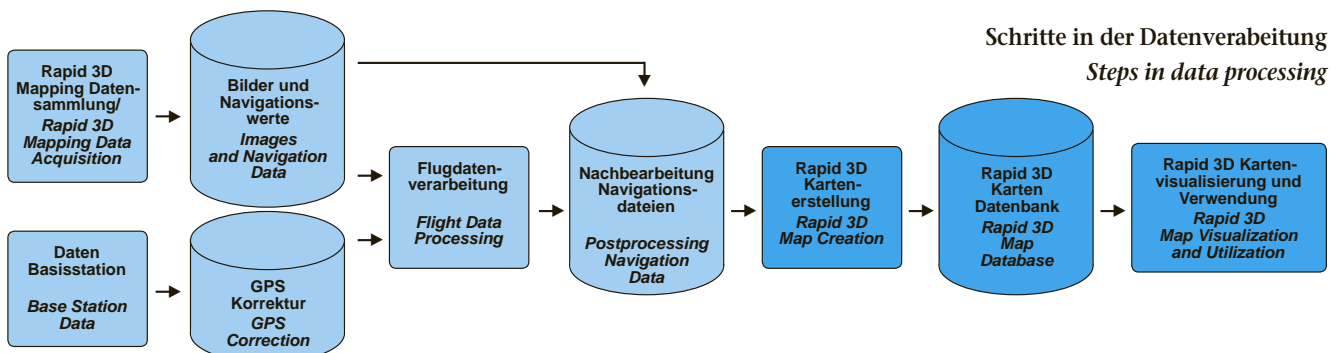 Schritte in der Datenverabeitung
Steps in data processing
Rapid 3D
Mapping Daten-
sammlung/
Rapid 3D
Mapping Data
Acquisition
Bilder und
Navigations-
werte
Images
and Navigation
Data
Daten
Basisstation
Base Station
Data
GPS
Korrektur
GPS
Correction
Flugdaten-
verarbeitung
Flight Data
Processing
Nachbearbeitung
Navigations-
dateien
Postprocessing
Navigation
Data
Rapid 3D
Karten-
erstellung
Rapid 3D
Map Creation
Rapid 3D
Karten
Datenbank
Rapid 3D
Map
Database
Rapid 3D Karten-
visualisierung und
Verwendung
Rapid 3D
Map Visualization
and Utilization